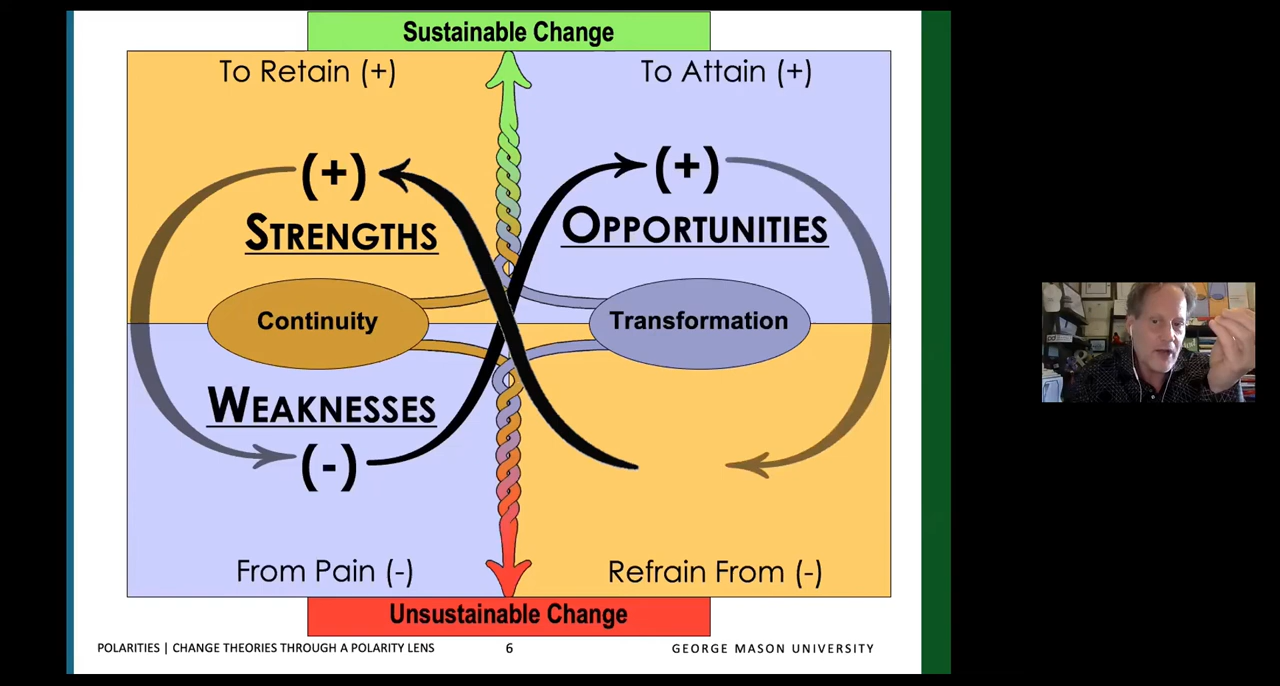 Sustainable Change
To Retain (+)
To Attain (+)
(+)
(+)
STRENGTHS
OPPORTUNITIES
Continuity
Transformation
WEAKNESSES
(-)
From Pain (-)
Refrain From (-)
Unsustainable Change
POLARITIES | CHANGE THEORIES THROUGH A POLARITY LENS
6
GEORGE MASON UNIVERSITY